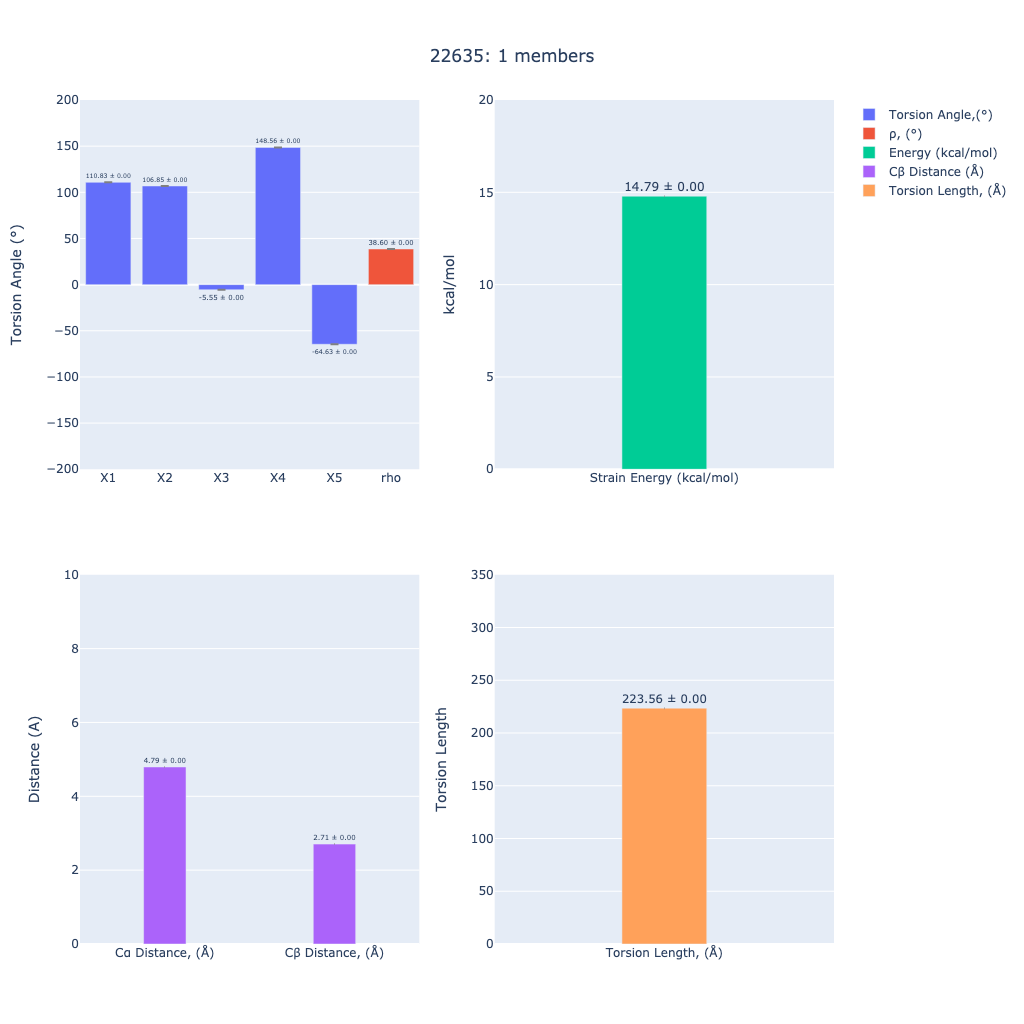 22635: 1 members
Torsion Angle (°)
200
150
100
50
0
−50
−100
−150
−200
110.83 ± 0.00
106.85 ± 0.00
-5.55 ± 0.00
148.56 ± 0.00
-64.63 ± 0.00
38.60 ± 0.00
X1
X2
X3
X4
X5
rho
kcal/mol
20
15
10
5
0
14.79 ± 0.00
Strain Energy (kcal/mol)
Torsion Angle,(°)
ρ, (°)
Energy (kcal/mol)
Cβ Distance (Å)
Torsion Length, (Å)
Distance (A)
10
8
6
4
2
0
4.79 ± 0.00
2.71 ± 0.00
Cα Distance, (Å)
Cβ Distance, (Å)
Torsion Length
350
300
250
200
150
100
50
0
223.56 ± 0.00
Torsion Length, (Å)